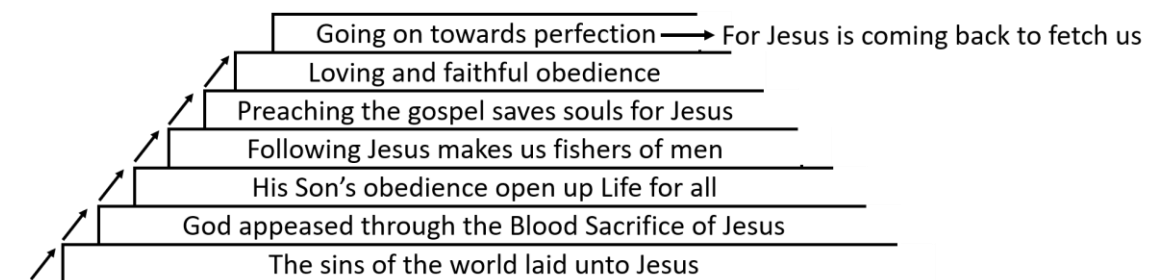 Going on towards perfection For Jesus is coming back to fetch us
Loving and faithful obedience
Preaching the gospel saves souls for Jesus
Following Jesus makes us fishers of men
His Son’s obedience open up Life for all
God appeased through the Blood Sacrifice of Jesus
The sins of the world laid unto Jesus